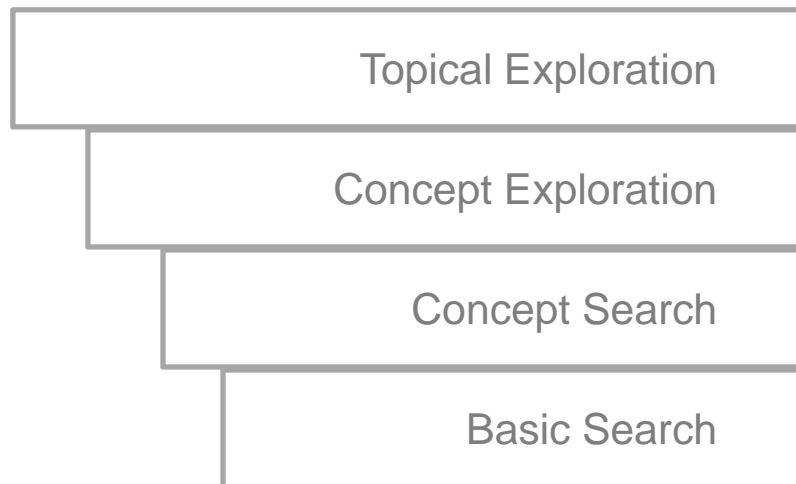 Topical Exploration
Concept Exploration
Concept Search
Basic Search